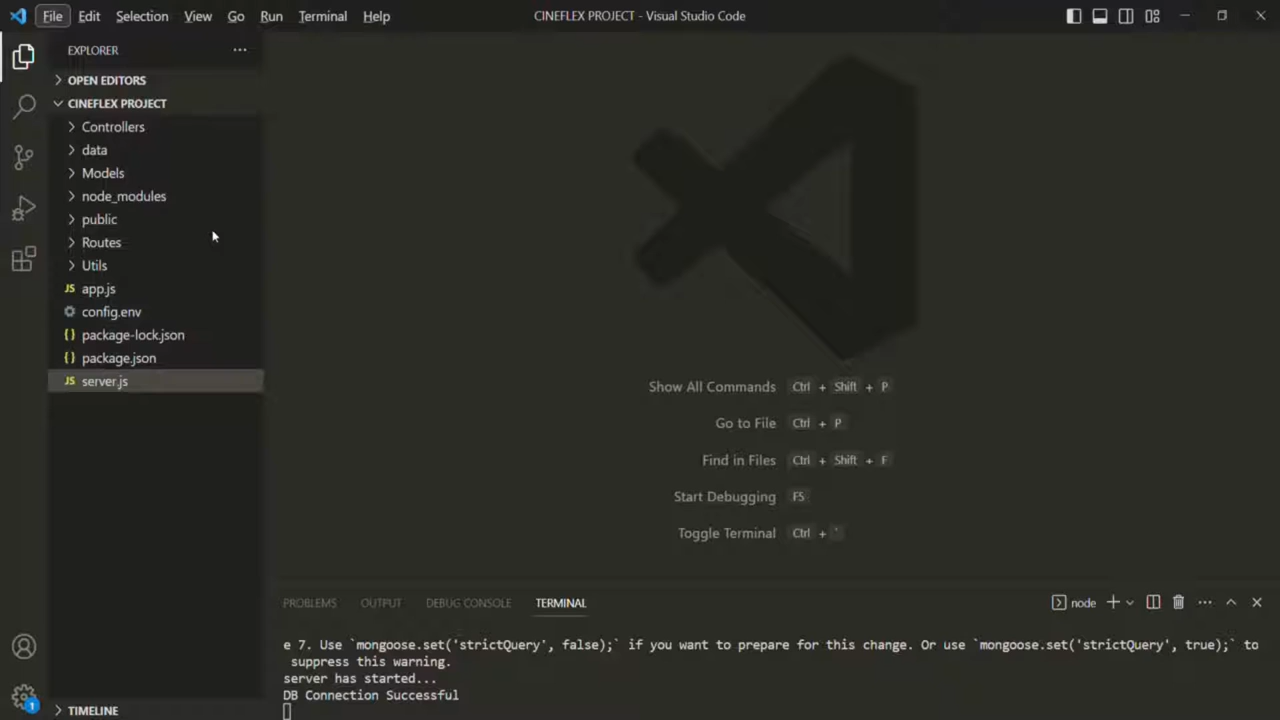 File Edit Selection View Go Run Terminal Help
CINEFLEX PROJECT - Visual Studio Code
EXPLORER
OPEN EDITORS
CINEFLEX PROJECT
Controllers
data
Models
node_modules
public
Routes
Utils
JS app.js
config.env
{} package-lock.json
{} package.json
JS server.js
TIMELINE
1
Show All Commands Ctrl + Shift + P
Go to File Ctrl + P
Find in Files Ctrl + Shift + F
Start Debugging F5
Toggle Terminal Ctrl + `
PROBLEMS OUTPUT DEBUG CONSOLE TERMINAL
node
e 7. Use `mongoose.set('strictQuery', false);` if you want to prepare for this change. Or use `mongoose.set('strictQuery', true);` to
suppress this warning.
server has started...
DB Connection Successful